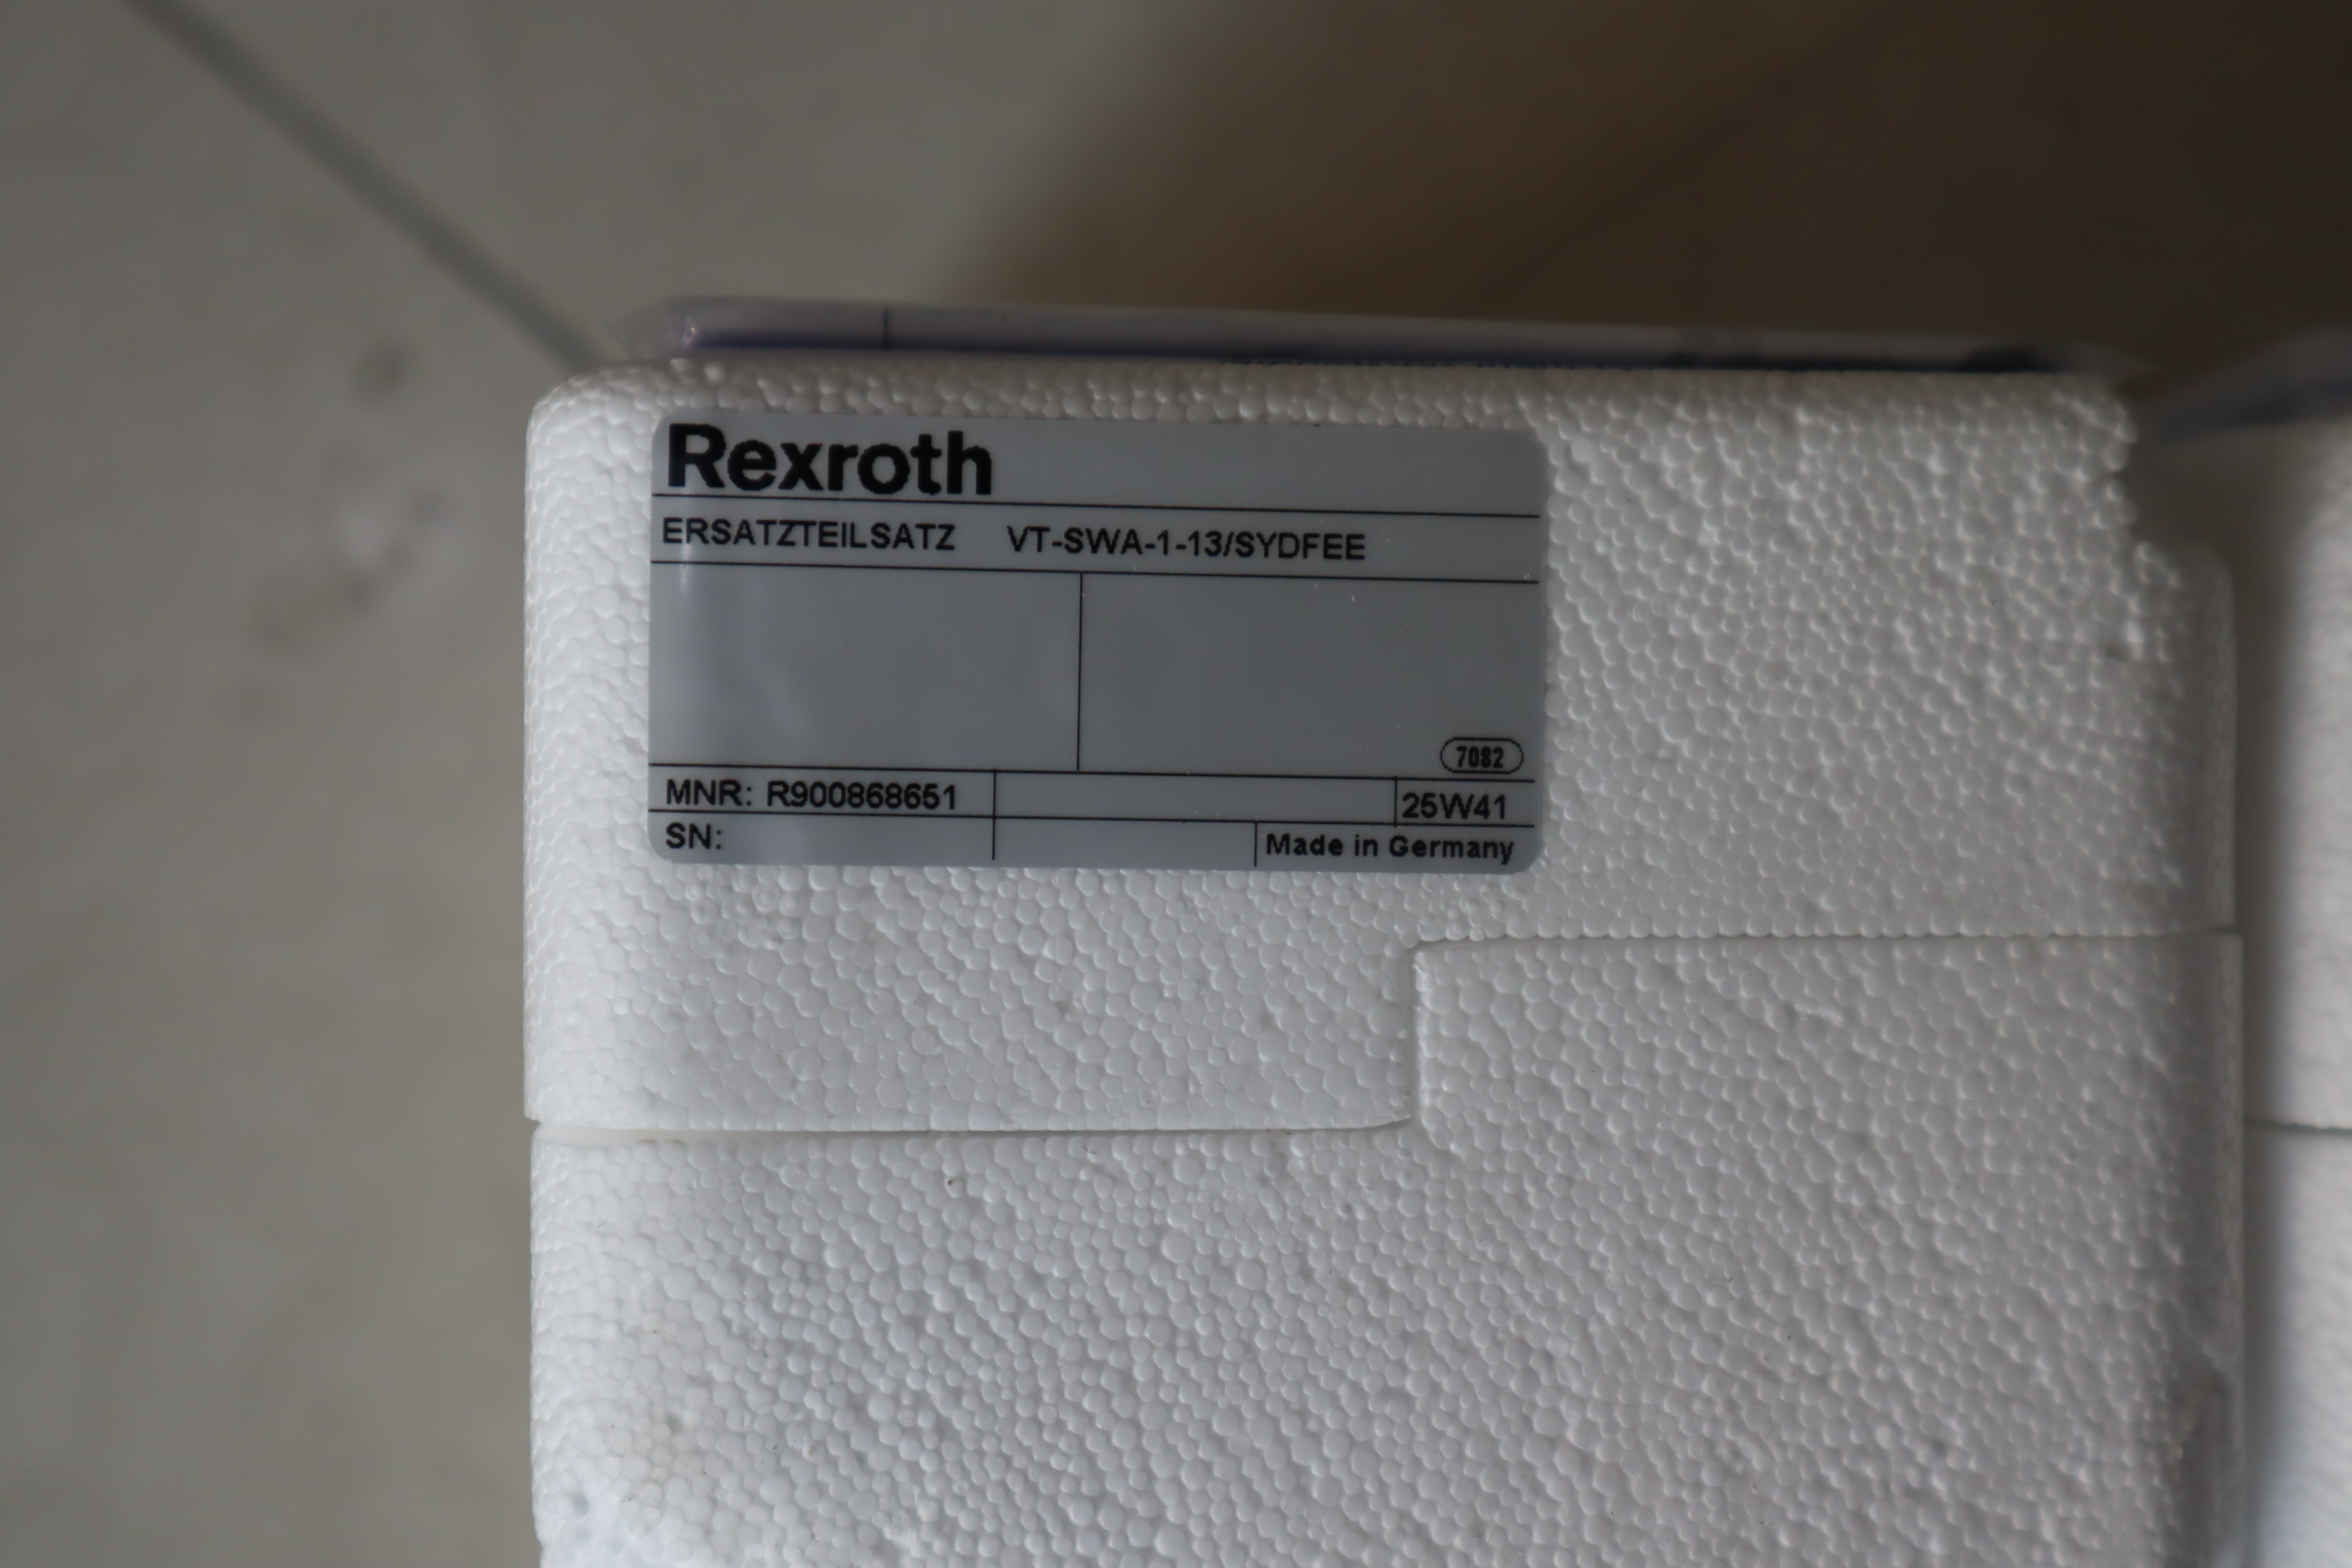 Rexroth
ERSATZTEILSATZ VT-SWA-1-13/SYDFEE
7082
MNR: R900868651 25W41
SN: Made in Germany